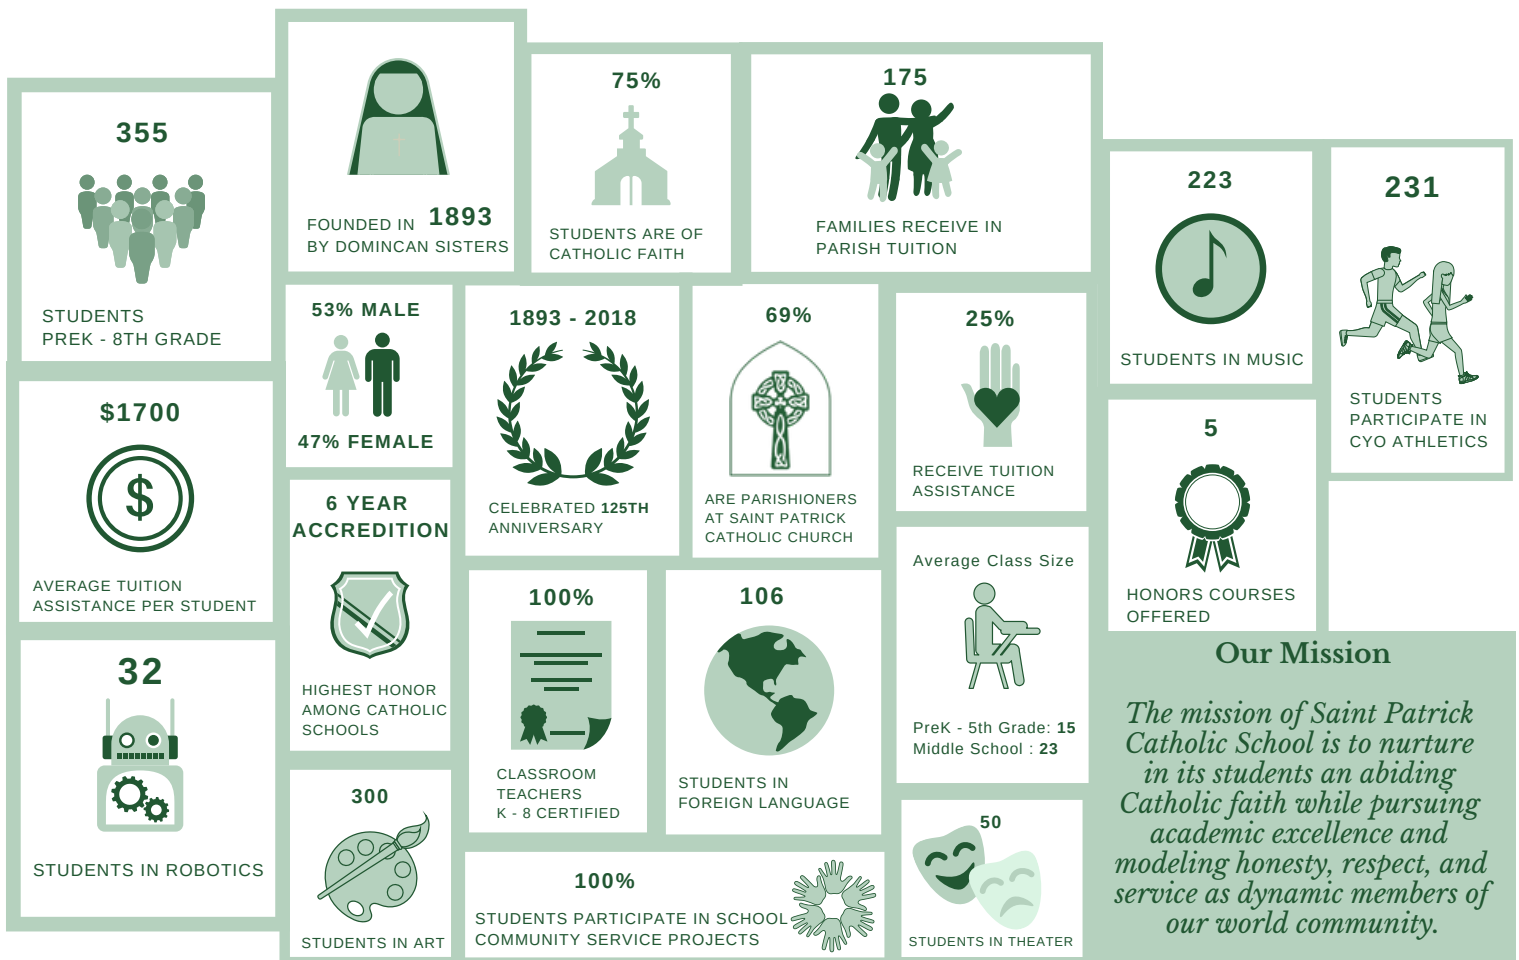 355
STUDENTS
PREK - 8TH GRADE
FOUNDED IN 1893
BY DOMINCAN SISTERS
75%
STUDENTS ARE OF
CATHOLIC FAITH
175
FAMILIES RECEIVE IN
PARISH TUITION
223
STUDENTS IN MUSIC
231
STUDENTS
PARTICIPATE IN
CYO ATHLETICS
$1700
$
AVERAGE TUITION
ASSISTANCE PER STUDENT
53% MALE
47% FEMALE
1893 - 2018
CELEBRATED 125TH
ANNIVERSARY
69%
ARE PARISHIONERS
AT SAINT PATRICK
CATHOLIC CHURCH
25%
RECEIVE TUITION
ASSISTANCE
5
HONORS COURSES
OFFERED
6 YEAR
ACCREDITION
HIGHEST HONOR
AMONG CATHOLIC
SCHOOLS
100%
CLASSROOM
TEACHERS
K - 8 CERTIFIED
106
STUDENTS IN
FOREIGN LANGUAGE
Average Class Size
PreK - 5th Grade: 15
Middle School : 23
32
STUDENTS IN ROBOTICS
300
STUDENTS IN ART
100%
STUDENTS PARTICIPATE IN SCHOOL
COMMUNITY SERVICE PROJECTS
50
STUDENTS IN THEATER
Our Mission
The mission of Saint Patrick
Catholic School is to nurture
in its students an abiding
Catholic faith while pursuing
academic excellence and
modeling honesty, respect, and
service as dynamic members of
our world community.